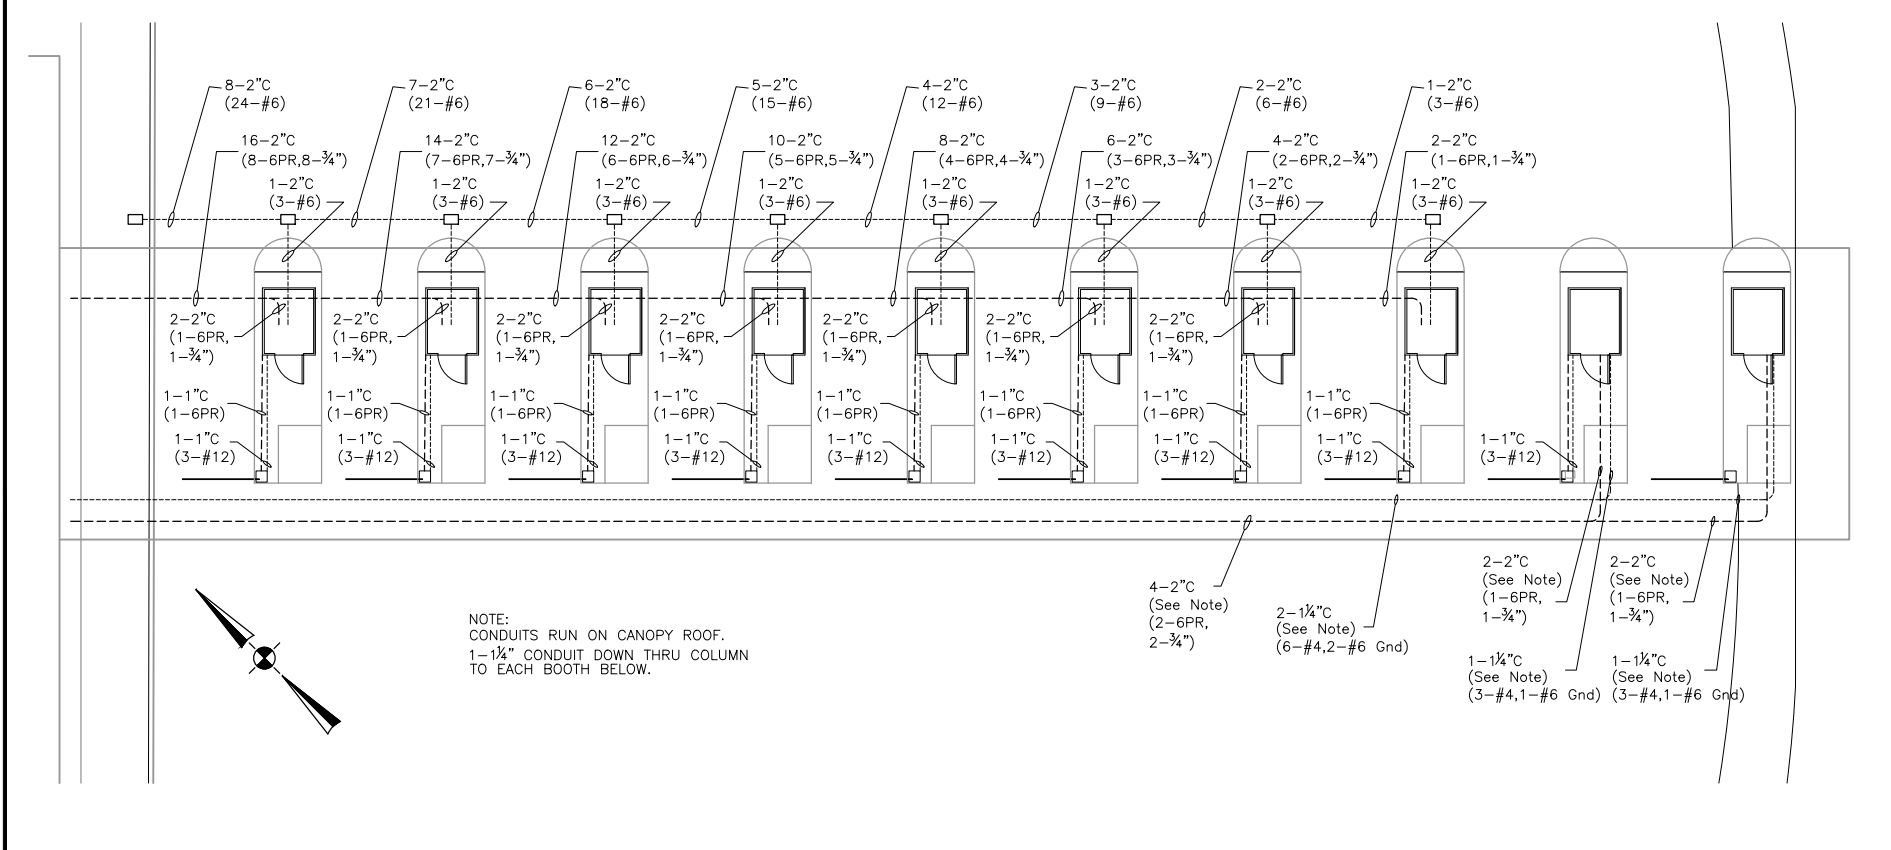 8-2"C
(24-#6)
7-2"C
(21-#6)
6-2"C
(18-#6)
5-2"C
(15-#6)
4-2"C
(12-#6)
3-2"C
(9-#6)
2-2"C
(6-#6)
1-2"C
(3-#6)
16-2"C
(8-6PR,8-¾")
14-2"C
(7-6PR,7-¾")
12-2"C
(6-6PR,6-¾")
10-2"C
(5-6PR,5-¾")
8-2"C
(4-6PR,4-¾")
6-2"C
(3-6PR,3-¾")
4-2"C
(2-6PR,2-¾")
2-2"C
(1-6PR,1-¾")
1-2"C
(3-#6)
1-2"C
(3-#6)
1-2"C
(3-#6)
1-2"C
(3-#6)
1-2"C
(3-#6)
1-2"C
(3-#6)
1-2"C
(3-#6)
1-2"C
(3-#6)
2-2"C
(1-6PR,
1-¾")
2-2"C
(1-6PR,
1-¾")
2-2"C
(1-6PR,
1-¾")
2-2"C
(1-6PR,
1-¾")
2-2"C
(1-6PR,
1-¾")
2-2"C
(1-6PR,
1-¾")
2-2"C
(1-6PR,
1-¾")
1-1"C
(1-6PR)
1-1"C
(1-6PR)
1-1"C
(1-6PR)
1-1"C
(1-6PR)
1-1"C
(1-6PR)
1-1"C
(1-6PR)
1-1"C
(1-6PR)
1-1"C
(1-6PR)
1-1"C
(3-#12)
1-1"C
(3-#12)
1-1"C
(3-#12)
1-1"C
(3-#12)
1-1"C
(3-#12)
1-1"C
(3-#12)
1-1"C
(3-#12)
1-1"C
(3-#12)
1-1"C
(3-#12)
4-2"C
(See Note)
(2-6PR,
2-¾")
2-1¼"C
(See Note)
(6-#4,2-#6 Gnd)
2-2"C
(See Note)
(1-6PR,
1-¾")
2-2"C
(See Note)
(1-6PR,
1-¾")
1-1¼"C
(See Note)
(3-#4,1-#6 Gnd)
1-1¼"C
(See Note)
(3-#4,1-#6 Gnd)
NOTE:
CONDUITS RUN ON CANOPY ROOF.
1-1¼" CONDUIT DOWN THRU COLUMN
TO EACH BOOTH BELOW.